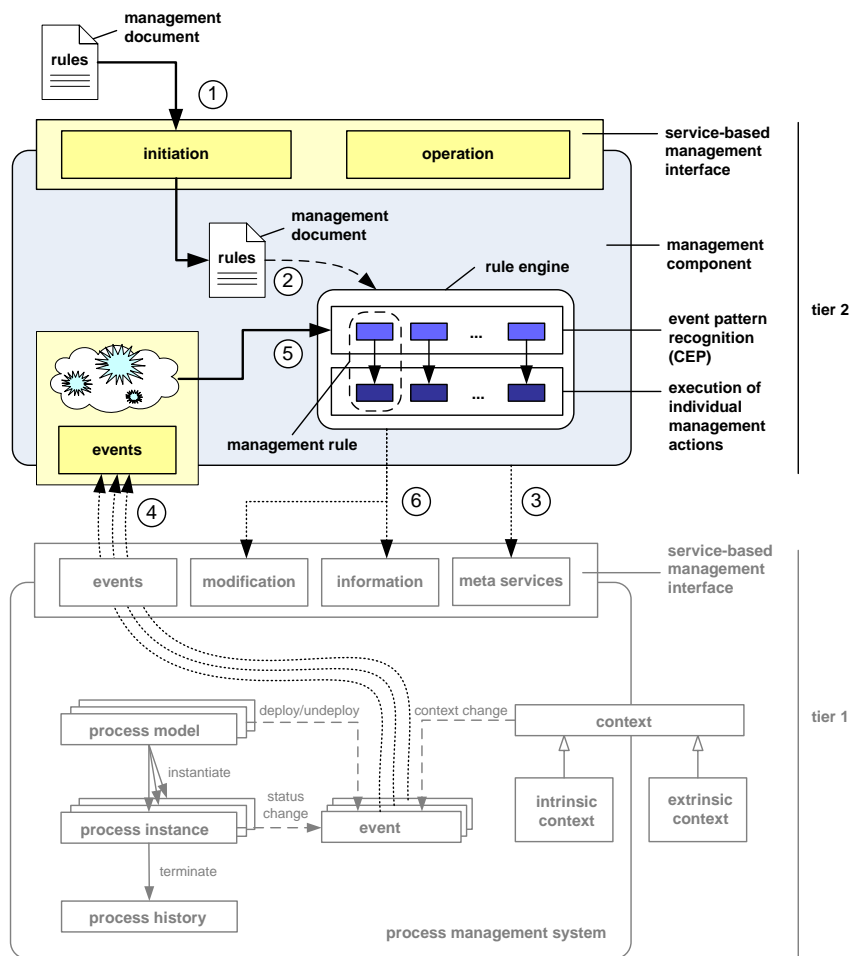 management
document
rules
1
initiation
operation
service-based
management
interface
management
document
rules
2
rule engine
management
component
tier 2
5
...
event pattern
recognition
(CEP)
...
execution of
individual
management
actions
management rule
events
4
6
3
events
modification
information
meta services
service-based
management
interface
deploy/undeploy
context change
process model
context
tier 1
instantiate
status
change
intrinsic
context
extrinsic
context
process instance
event
terminate
process history
process management system